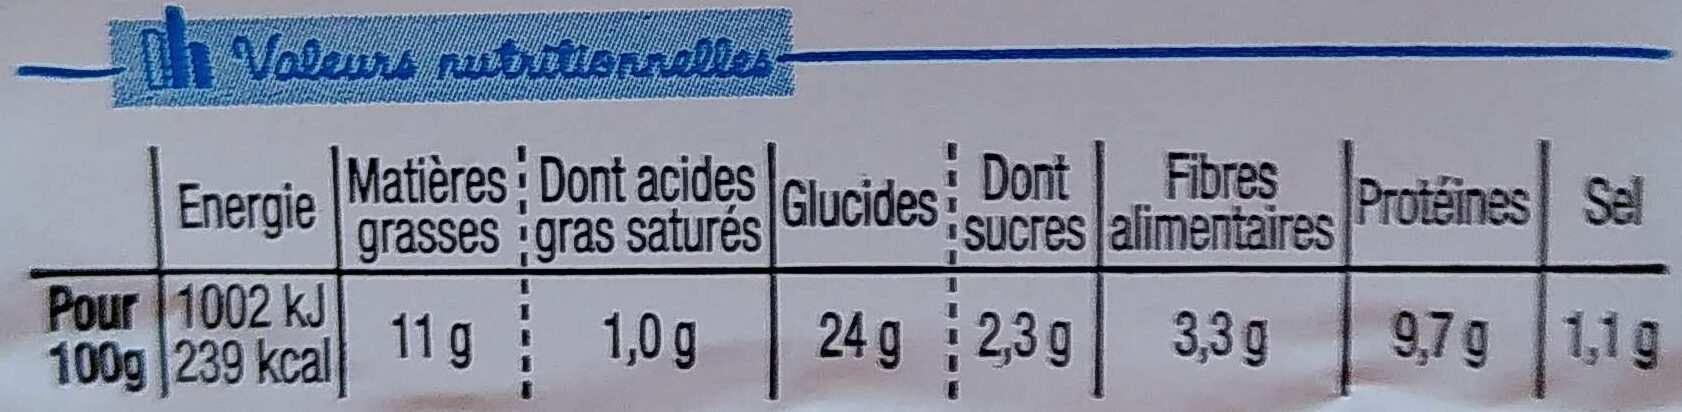 Valeurs nutritionnelles
Energie Matières grasses Dont acides gras saturés Glucides Dont sucres Fibres alimentaires Protéines Sel
Pour 100g 1002 kJ 239 kcal 11 g 1,0 g 24 g 2,3 g 3,3 g 9,7 g 1,1 g